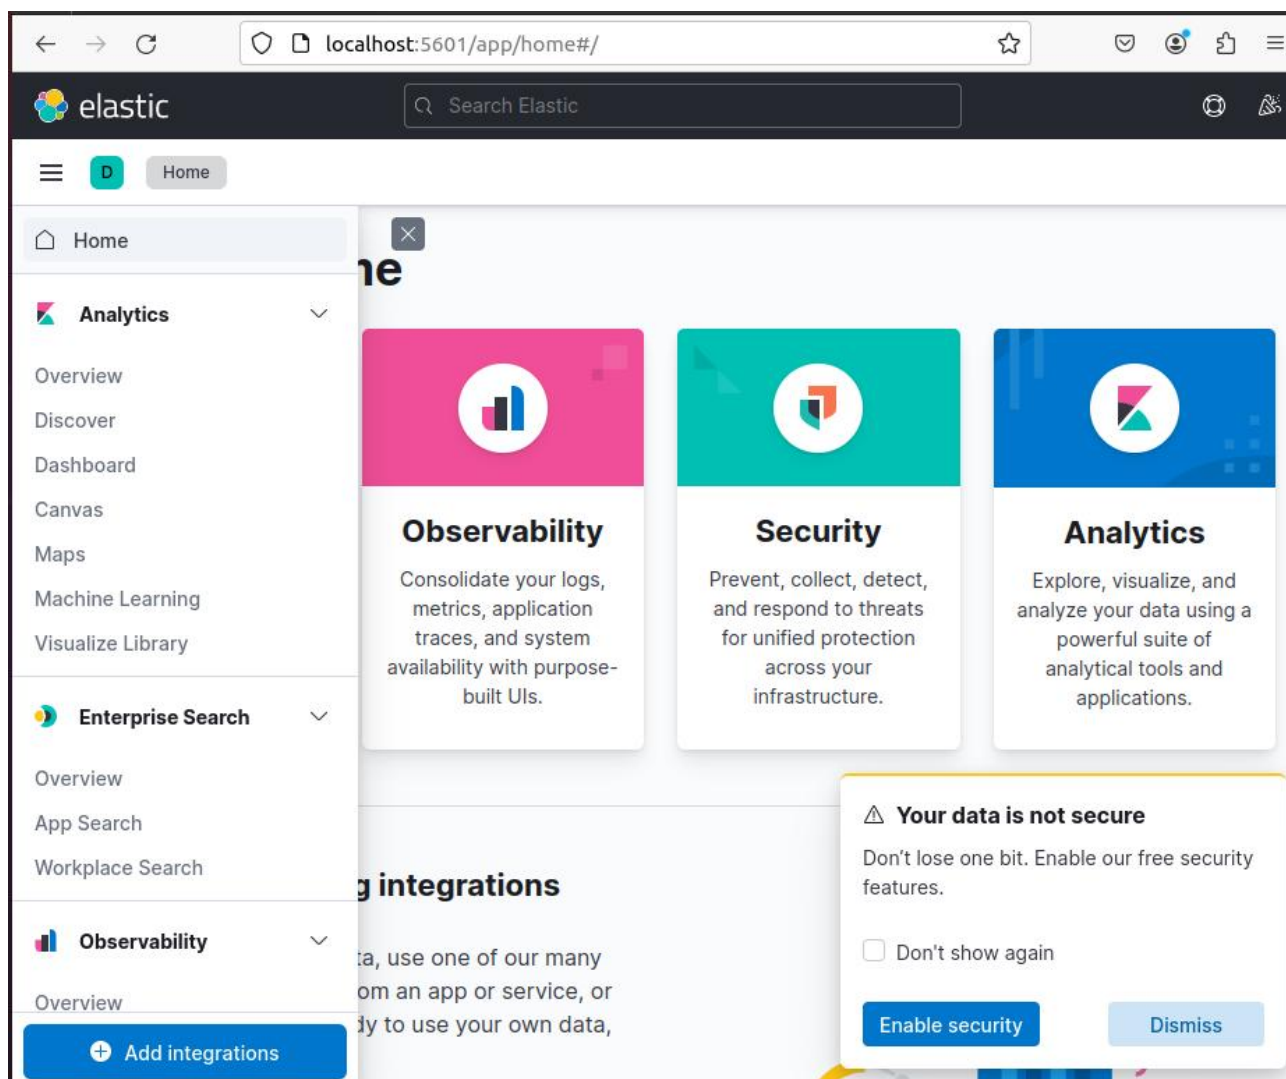 localhost:5601/app/home#/
elastic
Search Elastic
D
Home
Home
Analytics
Overview
Discover
Dashboard
Canvas
Maps
Machine Learning
Visualize Library
Enterprise Search
Overview
App Search
Workplace Search
Observability
Overview
Add integrations
ne
Observability
Consolidate your logs,
metrics, application
traces, and system
availability with purpose-
built UIs.
Security
Prevent, collect, detect,
and respond to threats
for unified protection
across your
infrastructure.
Analytics
Explore, visualize, and
analyze your data using a
powerful suite of
analytical tools and
applications.
g integrations
ta, use one of our many
om an app or service, or
dy to use your own data,
Your data is not secure
Don't lose one bit. Enable our free security
features.
Don't show again
Enable security
Dismiss